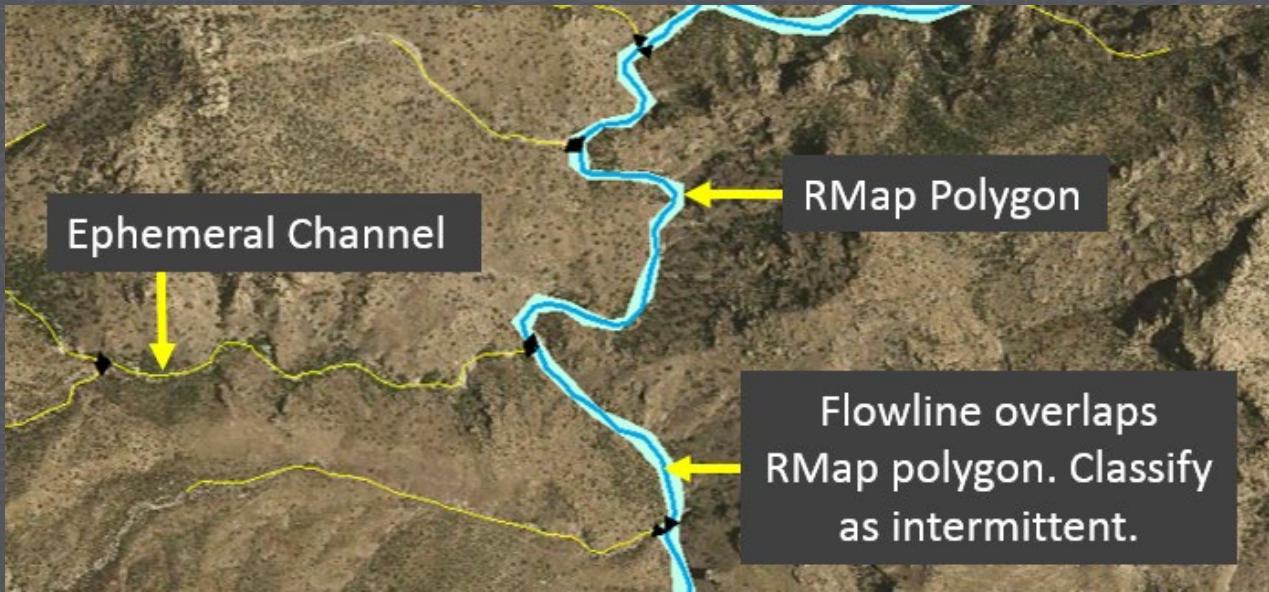 RMap Polygon
Ephemeral Channel
Flowline overlaps
RMap polygon. Classify
as intermittent.